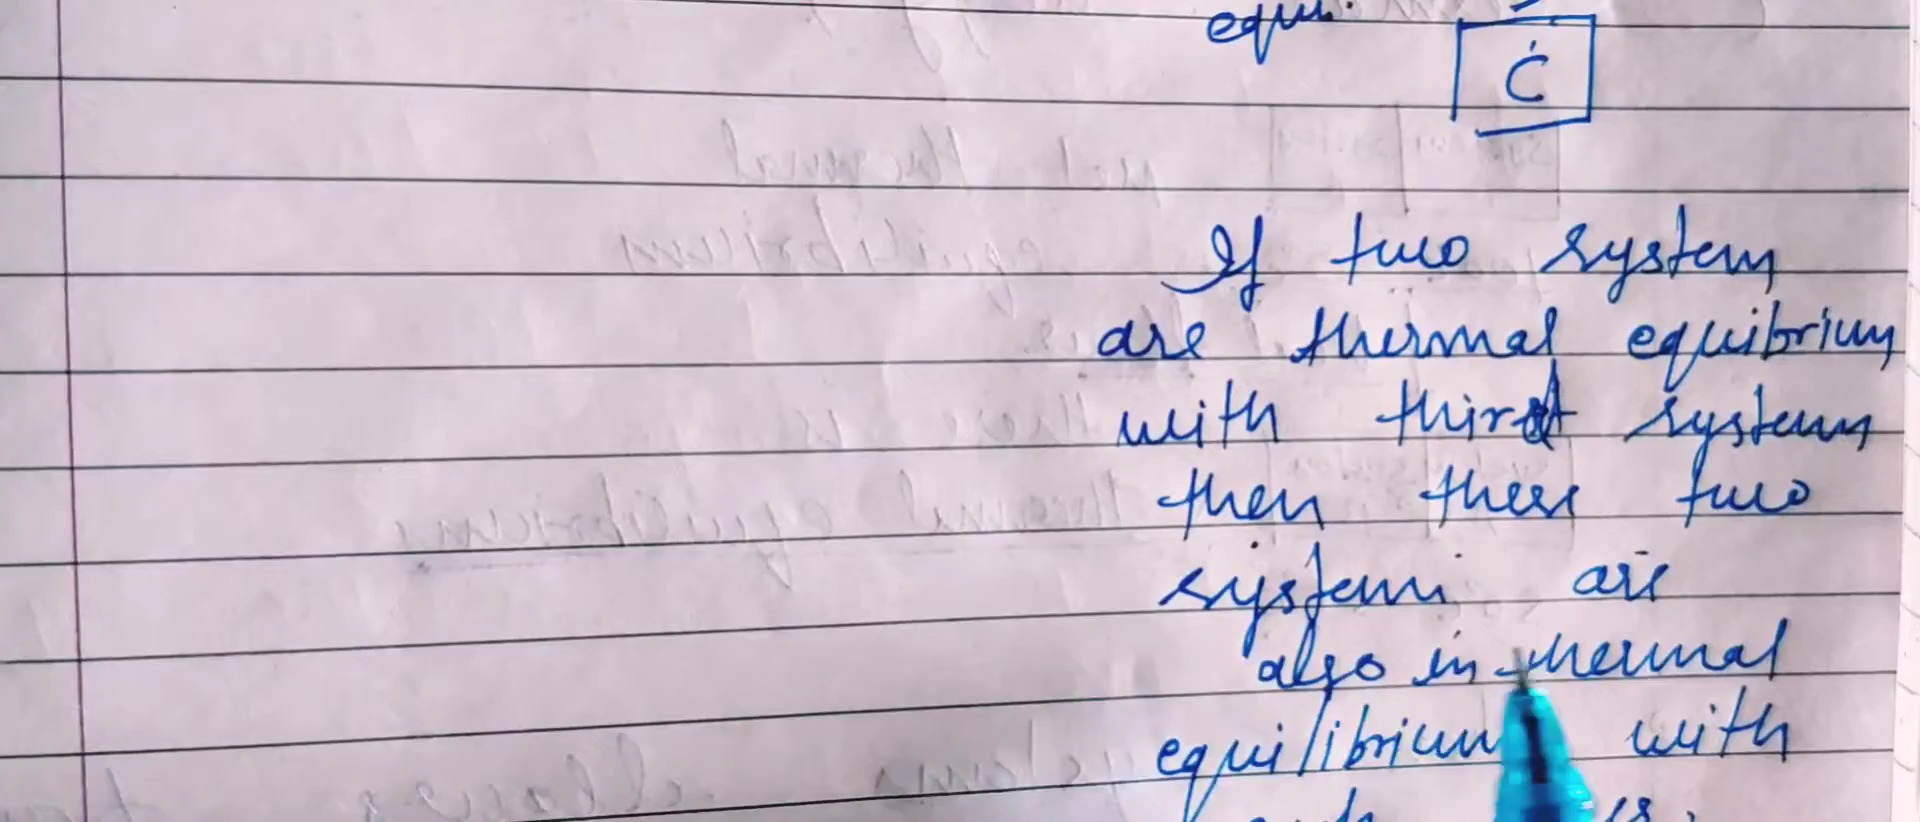 equi.
C
If two system
are thermal equibrium
with third system
then these two
system are
also in thermal
equilibrium with